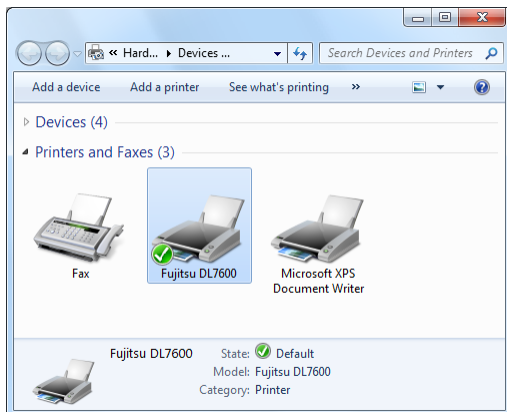 « Hard... ▸ Devices ... Search Devices and Printers
Add a device Add a printer See what's printing »
Devices (4)
Printers and Faxes (3)
Fax Fujitsu DL7600 Microsoft XPS
Document Writer
Fujitsu DL7600 State: Default
Model: Fujitsu DL7600
Category: Printer